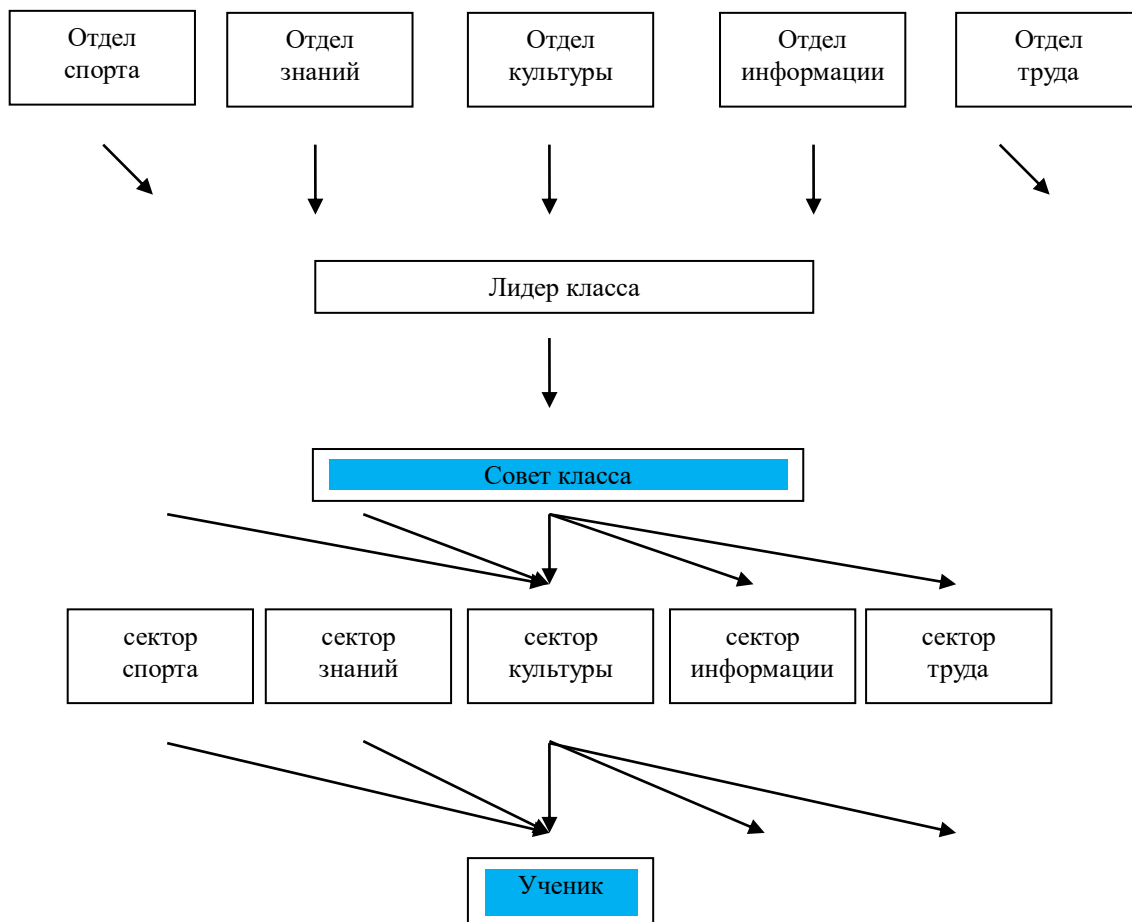 Отдел
спорта
Отдел
знаний
Отдел
культуры
Отдел
информации
Отдел
труда
Лидер класса
Совет класса
сектор
спорта
сектор
знаний
сектор
культуры
сектор
информации
сектор
труда
Ученик